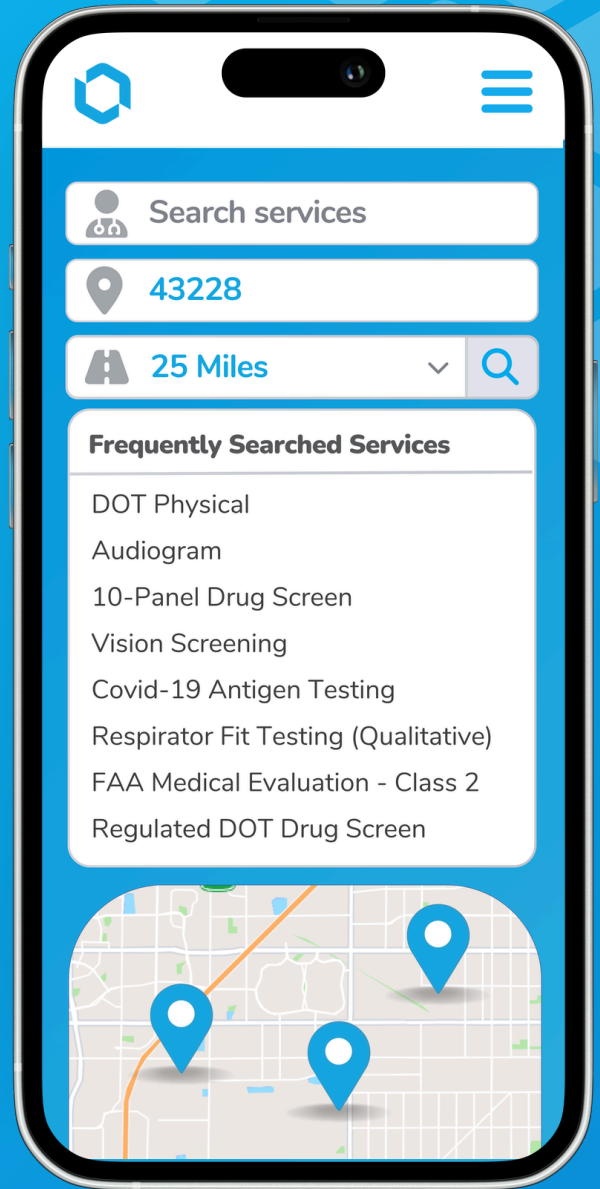 Search services
43228
25 Miles
Frequently Searched Services
DOT Physical
Audiogram
10-Panel Drug Screen
Vision Screening
Covid-19 Antigen Testing
Respirator Fit Testing (Qualitative)
FAA Medical Evaluation - Class 2
Regulated DOT Drug Screen